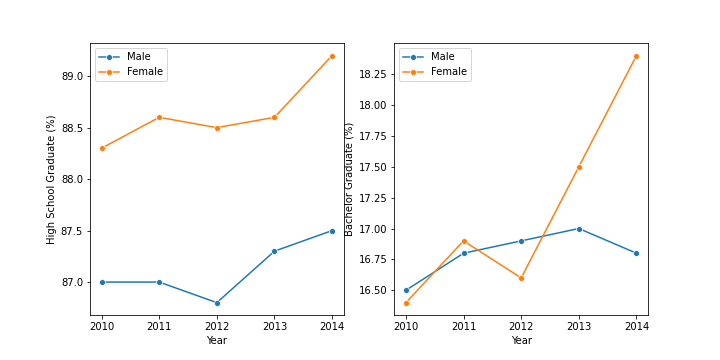 Male
Female
High School Graduate (%)
89.0
88.5
88.0
87.5
87.0
2010 2011 2012 2013 2014
Year
Male
Female
Bachelor Graduate (%)
18.25
18.00
17.75
17.50
17.25
17.00
16.75
16.50
2010 2011 2012 2013 2014
Year